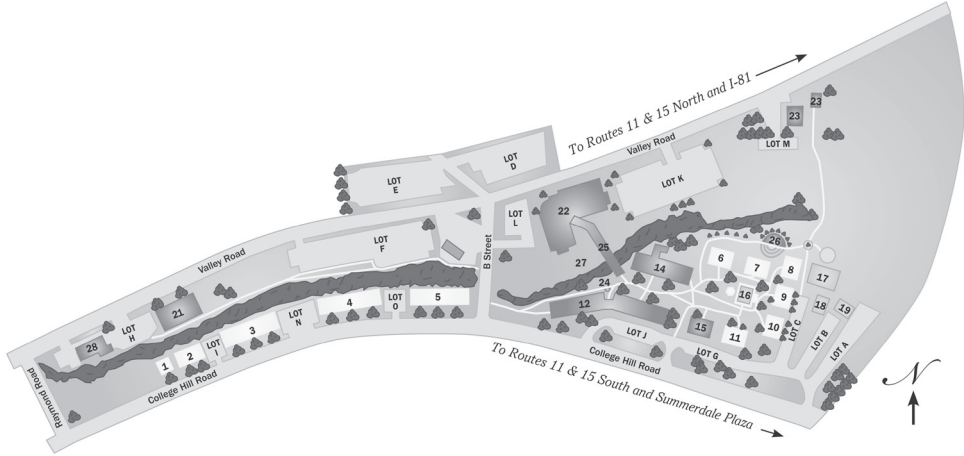 To Routes 11 & 15 North and I-81
Valley Road
23
23
LOT M
LOT
D
LOT
E
LOT K
LOT
L
22
LOT
F
B Street
25
27
24
14
26
6
7
8
17
16
9
18
19
12
15
11
10
LOT C
LOT B
LOT A
LOT J
LOT G
College Hill Road
To Routes 11 & 15 South and Summerdale Plaza
N
Valley Road
21
LOT
H
28
1
2
LOT
I
3
LOT
N
4
LOT
O
5
College Hill Road
Raymond Road